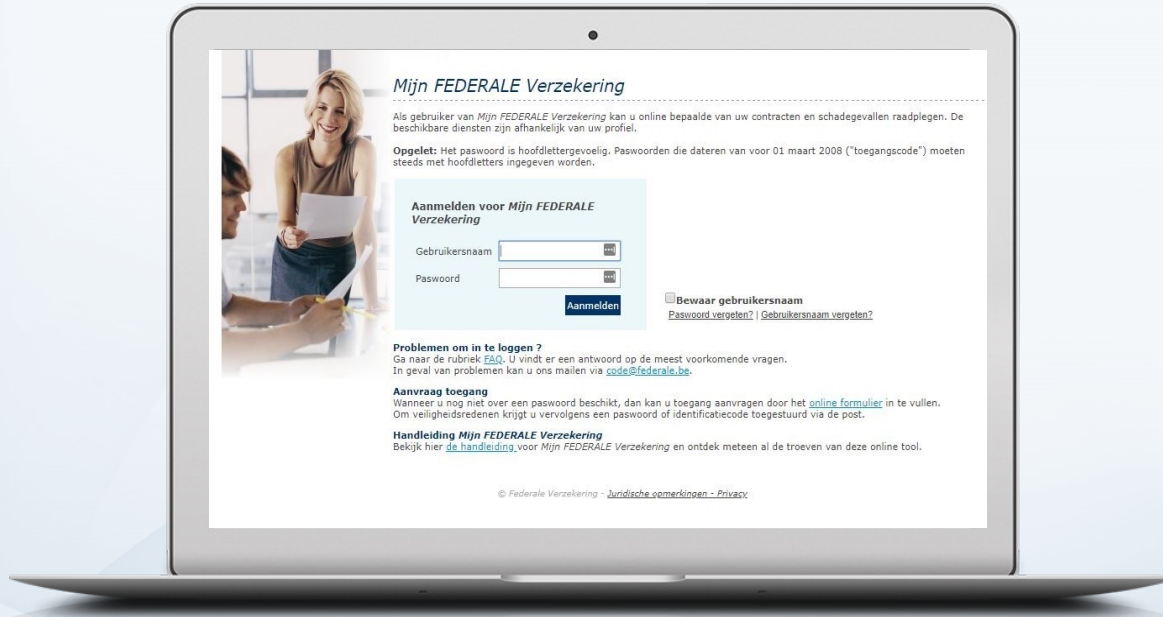 Mijn FEDERALE Verzekering
Als gebruiker van Mijn FEDERALE Verzekering kan u online bepaalde van uw contracten en schadegevallen raadplegen. De
beschikbare diensten zijn afhankelijk van uw profiel.
Opgelet: Het paswoord is hoofdlettergevoelig. Paswoorden die dateren van voor 01 maart 2008 ("toegangscode") moeten
steeds met hoofdletters ingegeven worden.
Aanmelden voor Mijn FEDERALE
Verzekering
Gebruikersnaam
Paswoord
Aanmelden
Bewaar gebruikersnaam
Paswoord vergeten? | Gebruikersnaam vergeten?
Problemen om in te loggen ?
Ga naar de rubriek FAQ. U vindt er een antwoord op de meest voorkomende vragen.
In geval van problemen kan u ons mailen via code@federale.be.
Aanvraag toegang
Wanneer u nog niet over een paswoord beschikt, dan kan u toegang aanvragen door het online formulier in te vullen.
Om veiligheidsredenen krijgt u vervolgens een paswoord of identificatiecode toegestuurd via de post.
Handleiding Mijn FEDERALE Verzekering
Bekijk hier de handleiding voor Mijn FEDERALE Verzekering en ontdek meteen al de troeven van deze online tool.
© Federale Verzekering - Juridische opmerkingen - Privacy